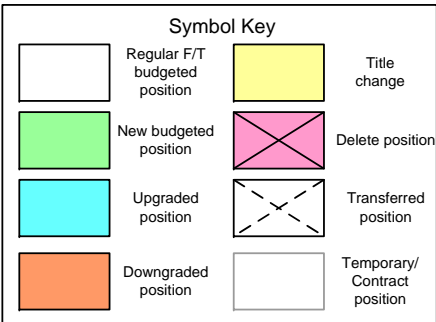 Symbol Key
Regular F/T
budgeted
position
Title
change
New budgeted
position
Delete position
Upgraded
position
Transferred
position
Downgraded
position
Temporary/
Contract
position